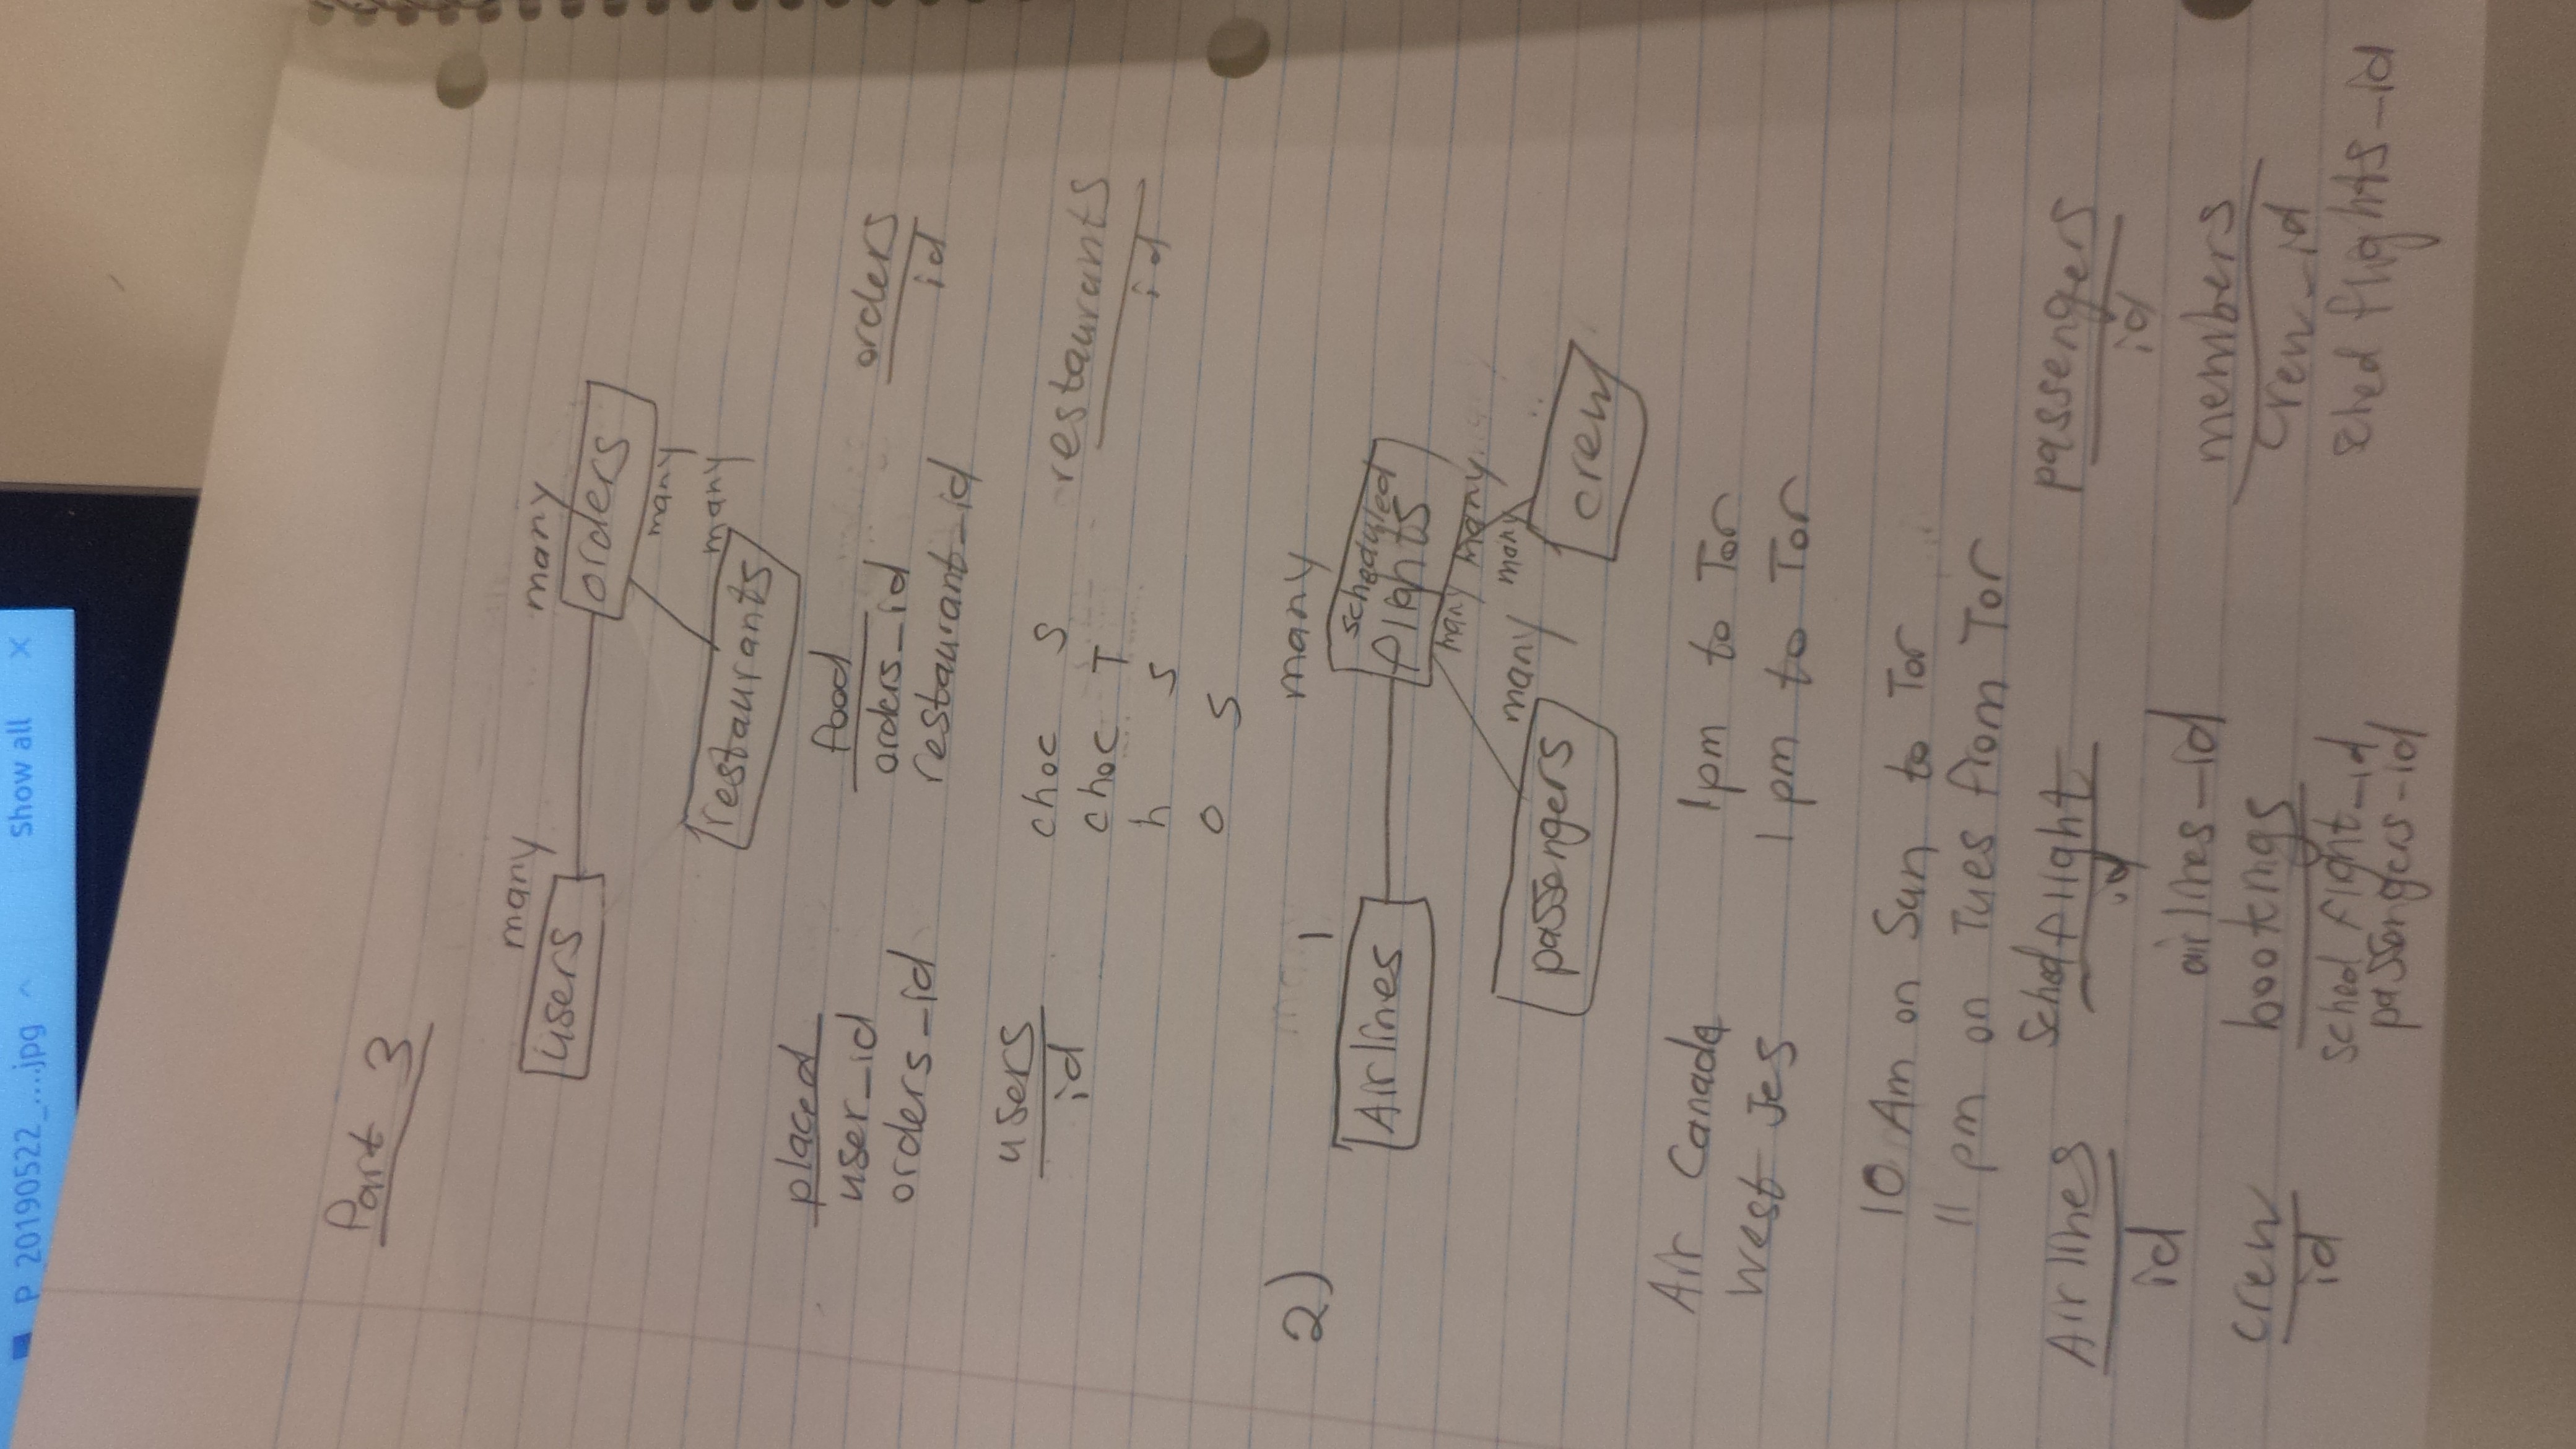 P_20190522_....jpg ^ Show all X
Part 3
many many
users orders
many
many
restaurants
placed food orders
user_id orders_id id
orders_id restaurant_id
users choc S restaurants
id choc T id
h S
o S
2) 1 many
Airlines scheduled
flights
many many
many many
passengers crew
Air Canada 1pm to Tor
West Jes 1pm to Tor
10 Am on Sun to Tor
11 pm on Tues from Tor
Airlines Sched flight passengers
id id id
airlines_id members
crew bookings crew_id
id sched flight_id, sched flights_id
passengers_id